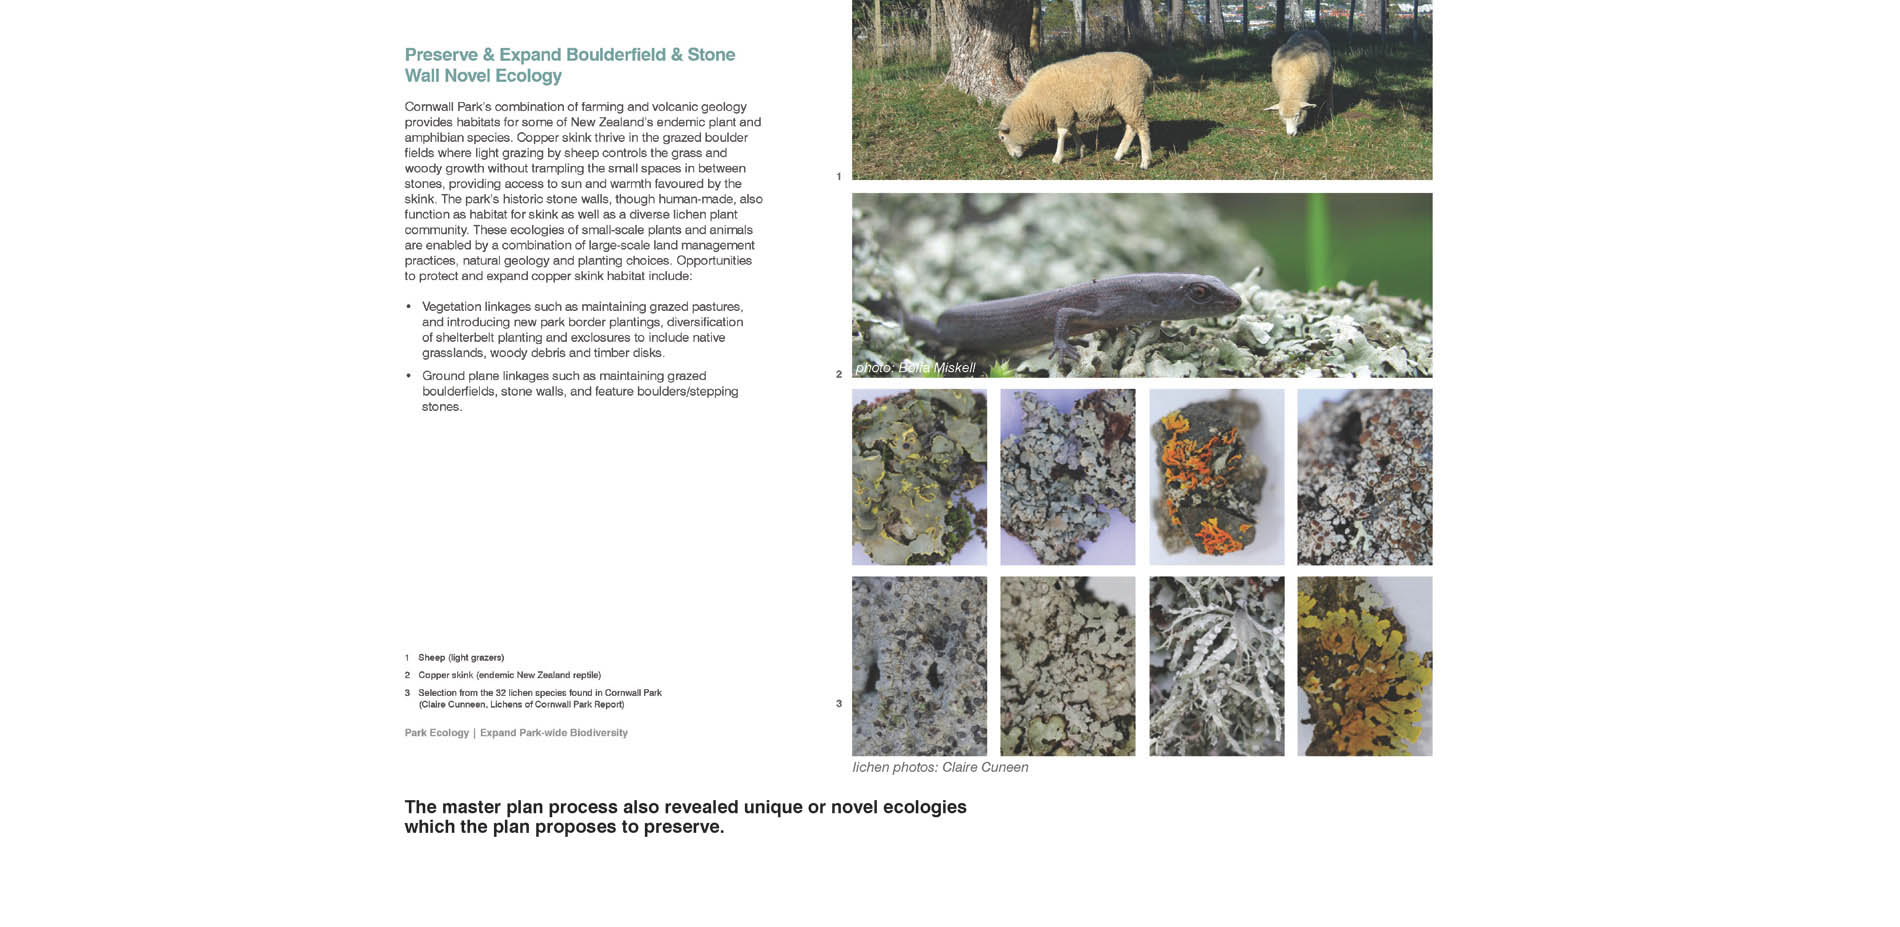 Preserve & Expand Boulderfield & Stone
Wall Novel Ecology
Cornwall Park's combination of farming and volcanic geology
provides habitats for some of New Zealand's endemic plant and
amphibian species. Copper skink thrive in the grazed boulder
fields where light grazing by sheep controls the grass and
woody growth without trampling the small spaces in between
stones, providing access to sun and warmth favoured by the
skink. The park's historic stone walls, though human-made, also
function as habitat for skink as well as a diverse lichen plant
community. These ecologies of small-scale plants and animals
are enabled by a combination of large-scale land management
practices, natural geology and planting choices. Opportunities
to protect and expand copper skink habitat include:
• Vegetation linkages such as maintaining grazed pastures,
and introducing new park border plantings, diversification
of shelterbelt planting and exclosures to include native
grasslands, woody debris and timber disks.
• Ground plane linkages such as maintaining grazed
boulderfields, stone walls, and feature boulders/stepping
stones.
1 Sheep (light grazers)
2 Copper skink (endemic New Zealand reptile)
3 Selection from the 32 lichen species found in Cornwall Park
(Claire Cunneen, Lichens of Cornwall Park Report)
Park Ecology | Expand Park-wide Biodiversity
1
2
photo: Boffa Miskell
3
lichen photos: Claire Cuneen
The master plan process also revealed unique or novel ecologies
which the plan proposes to preserve.